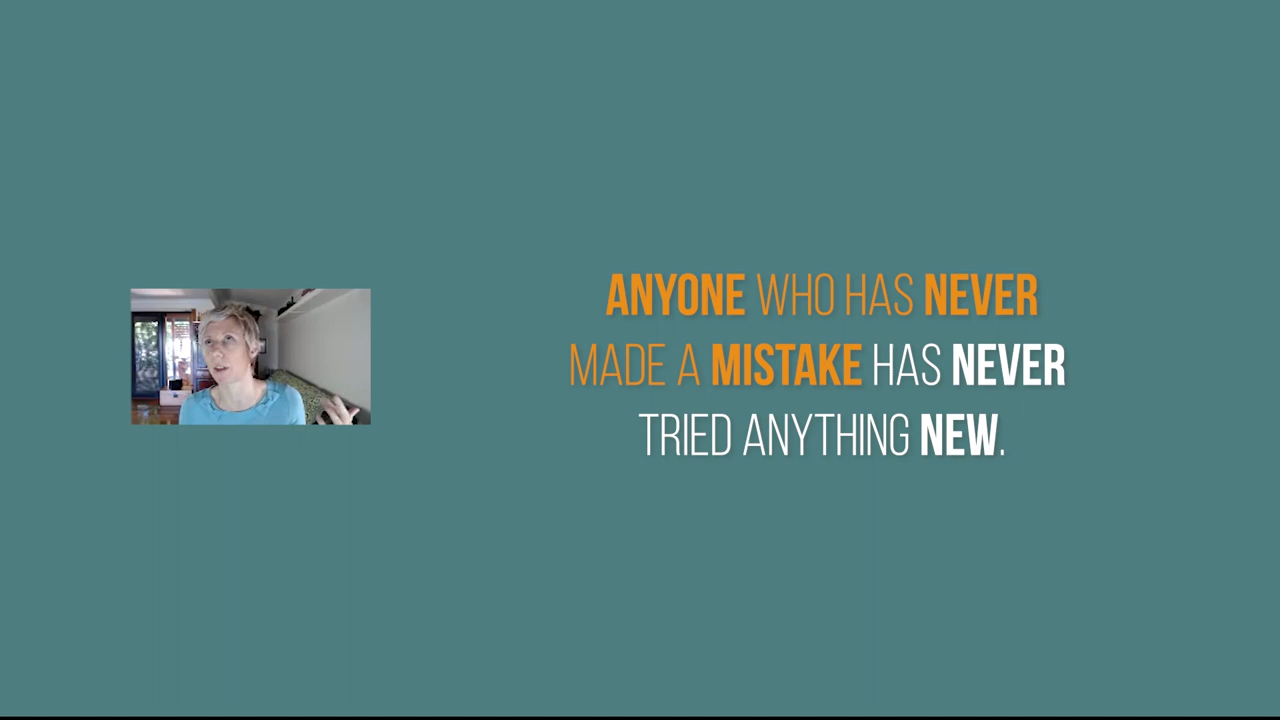 ANYONE WHO HAS NEVER
MADE A MISTAKE HAS NEVER
TRIED ANYTHING NEW.